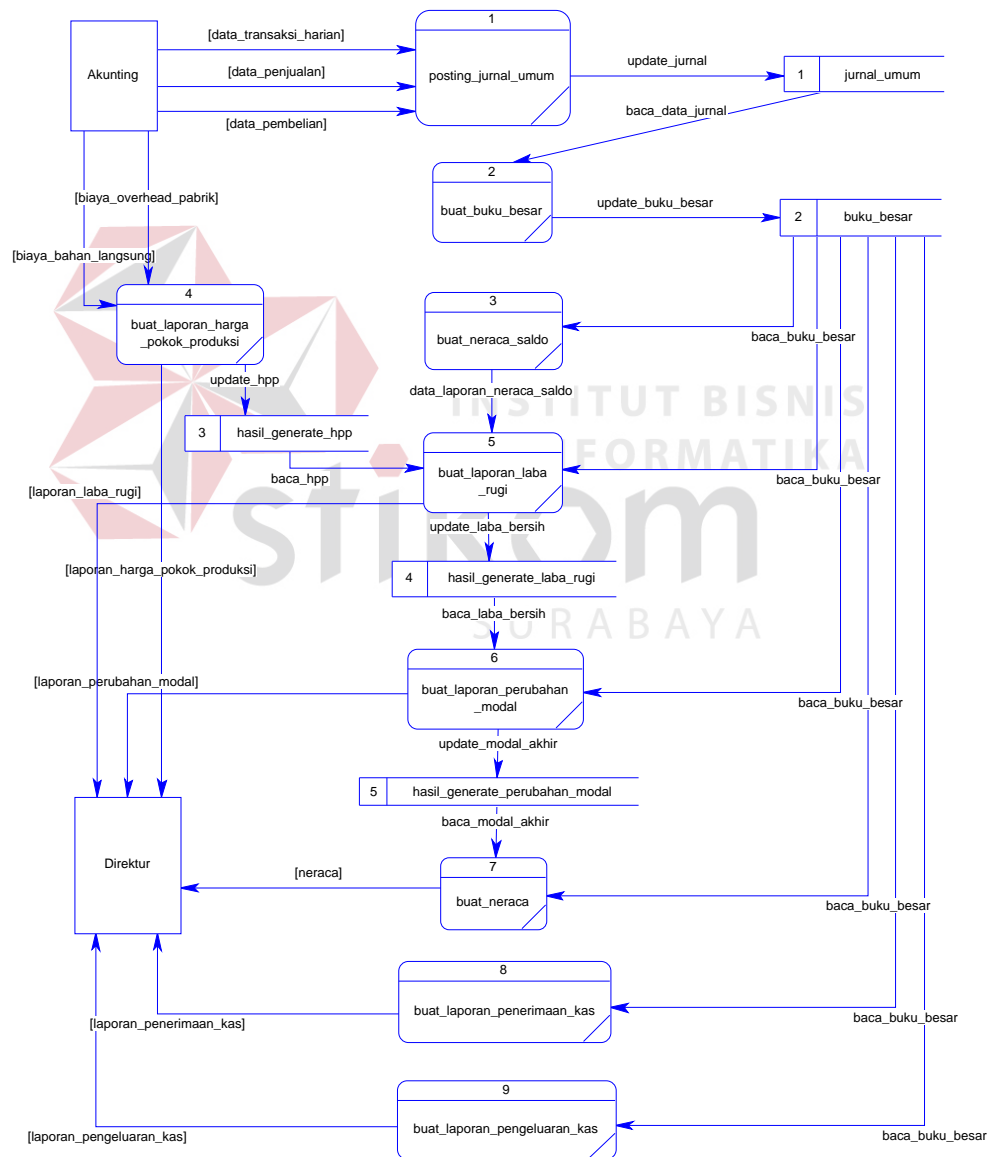 1
[data_transaksi_harian]
Akunting
posting_jurnal_umum
update_jurnal
1
jurnal_umum
[data_penjualan]
[data_pembelian]
baca_data_jurnal
2
buat_buku_besar
[biaya_overhead_pabrik]
update_buku_besar
2
buku_besar
[biaya_bahan_langsung]
4
buat_laporan_harga
_pokok_produksi
3
buat_neraca_saldo
baca_buku_besar
update_hpp
data_laporan_neraca_saldo
INSTITUT BISNIS
3
hasil_generate_hpp
5
buat_laporan_laba
_rugi
FORMATIKA
baca_hpp
baca_buku_besar
[laporan_laba_rugi]
stikom
update_laba_bersih
[laporan_harga_pokok_produksi]
4
hasil_generate_laba_rugi
baca_laba_bersih
SURABAYA
6
buat_laporan_perubahan
_modal
[laporan_perubahan_modal]
baca_buku_besar
update_modal_akhir
5
hasil_generate_perubahan_modal
baca_modal_akhir
Direktur
7
[neraca]
buat_neraca
baca_buku_besar
8
buat_laporan_penerimaan_kas
[laporan_penerimaan_kas]
baca_buku_besar
9
buat_laporan_pengeluaran_kas
[laporan_pengeluaran_kas]
baca_buku_besar